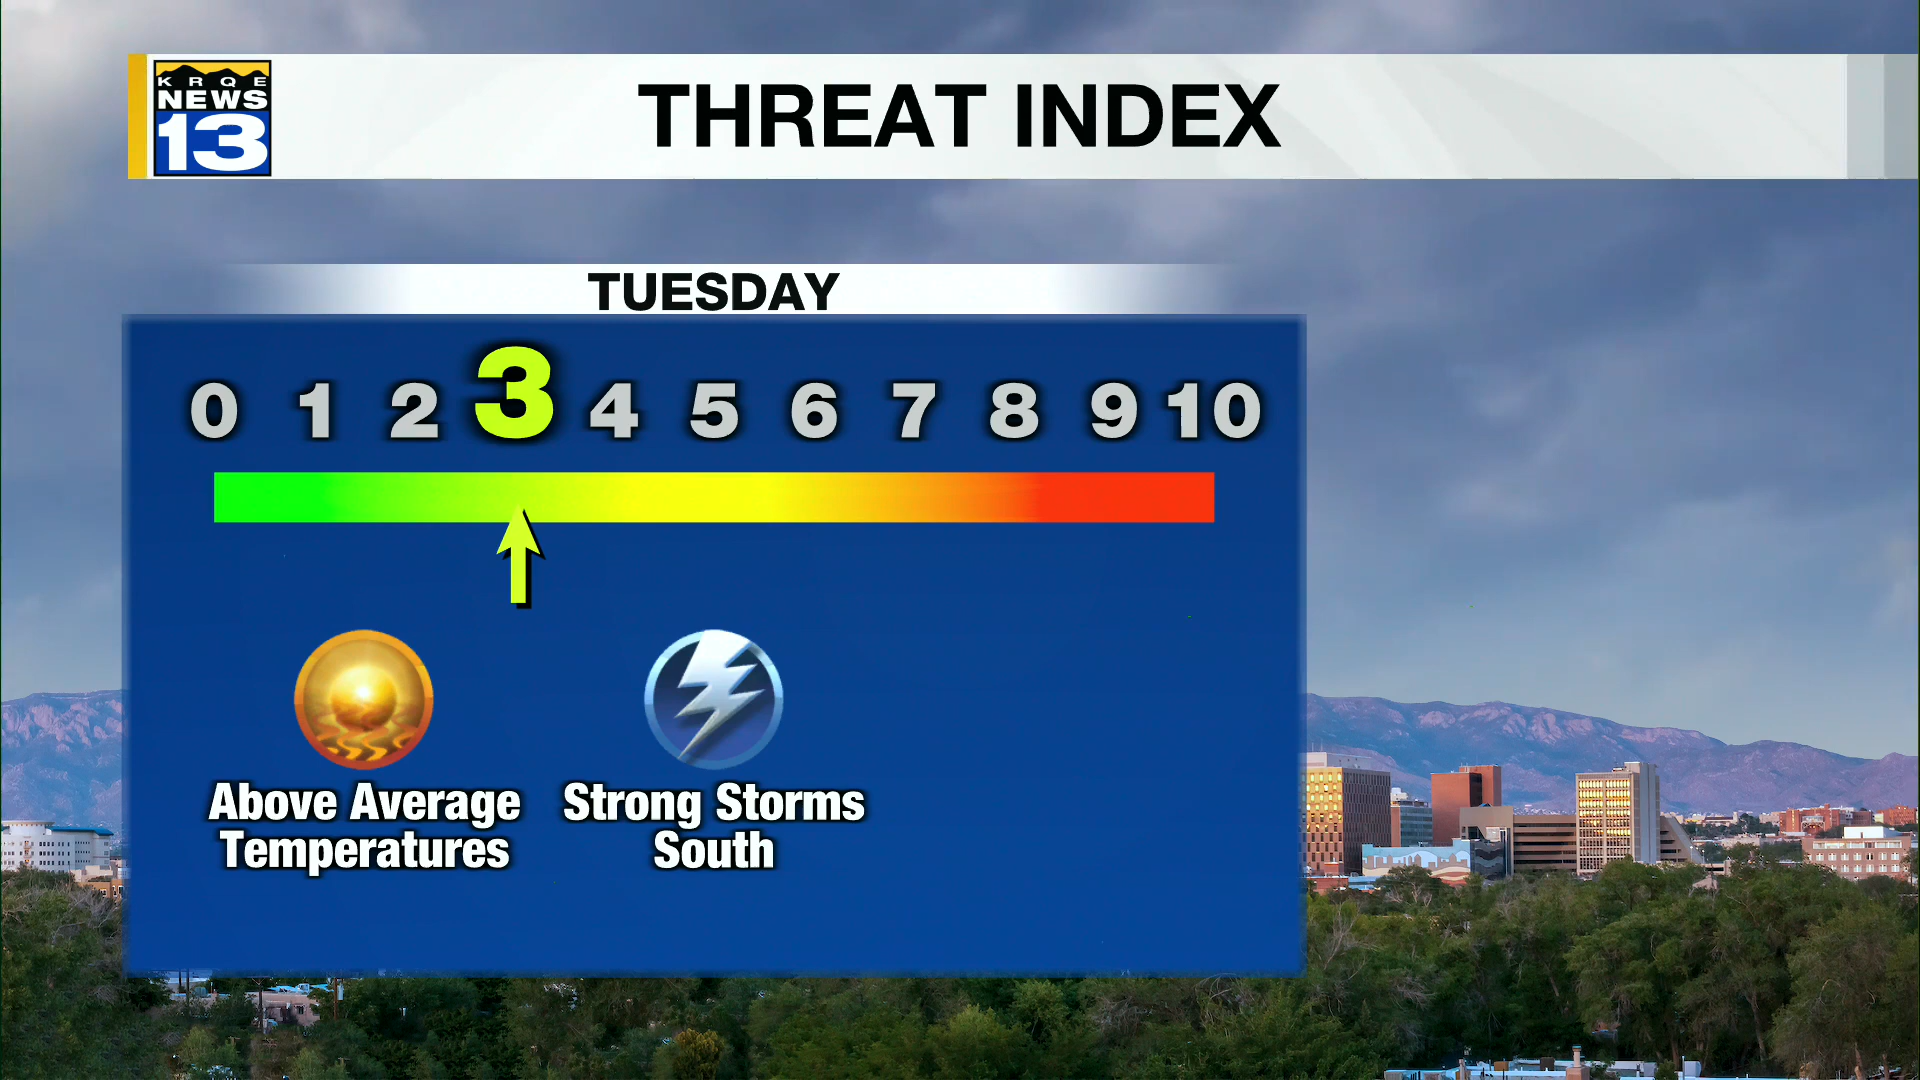 KRQE
NEWS
13
THREAT INDEX
TUESDAY
0 1 2 3 4 5 6 7 8 9 10
Above Average
Temperatures
Strong Storms
South